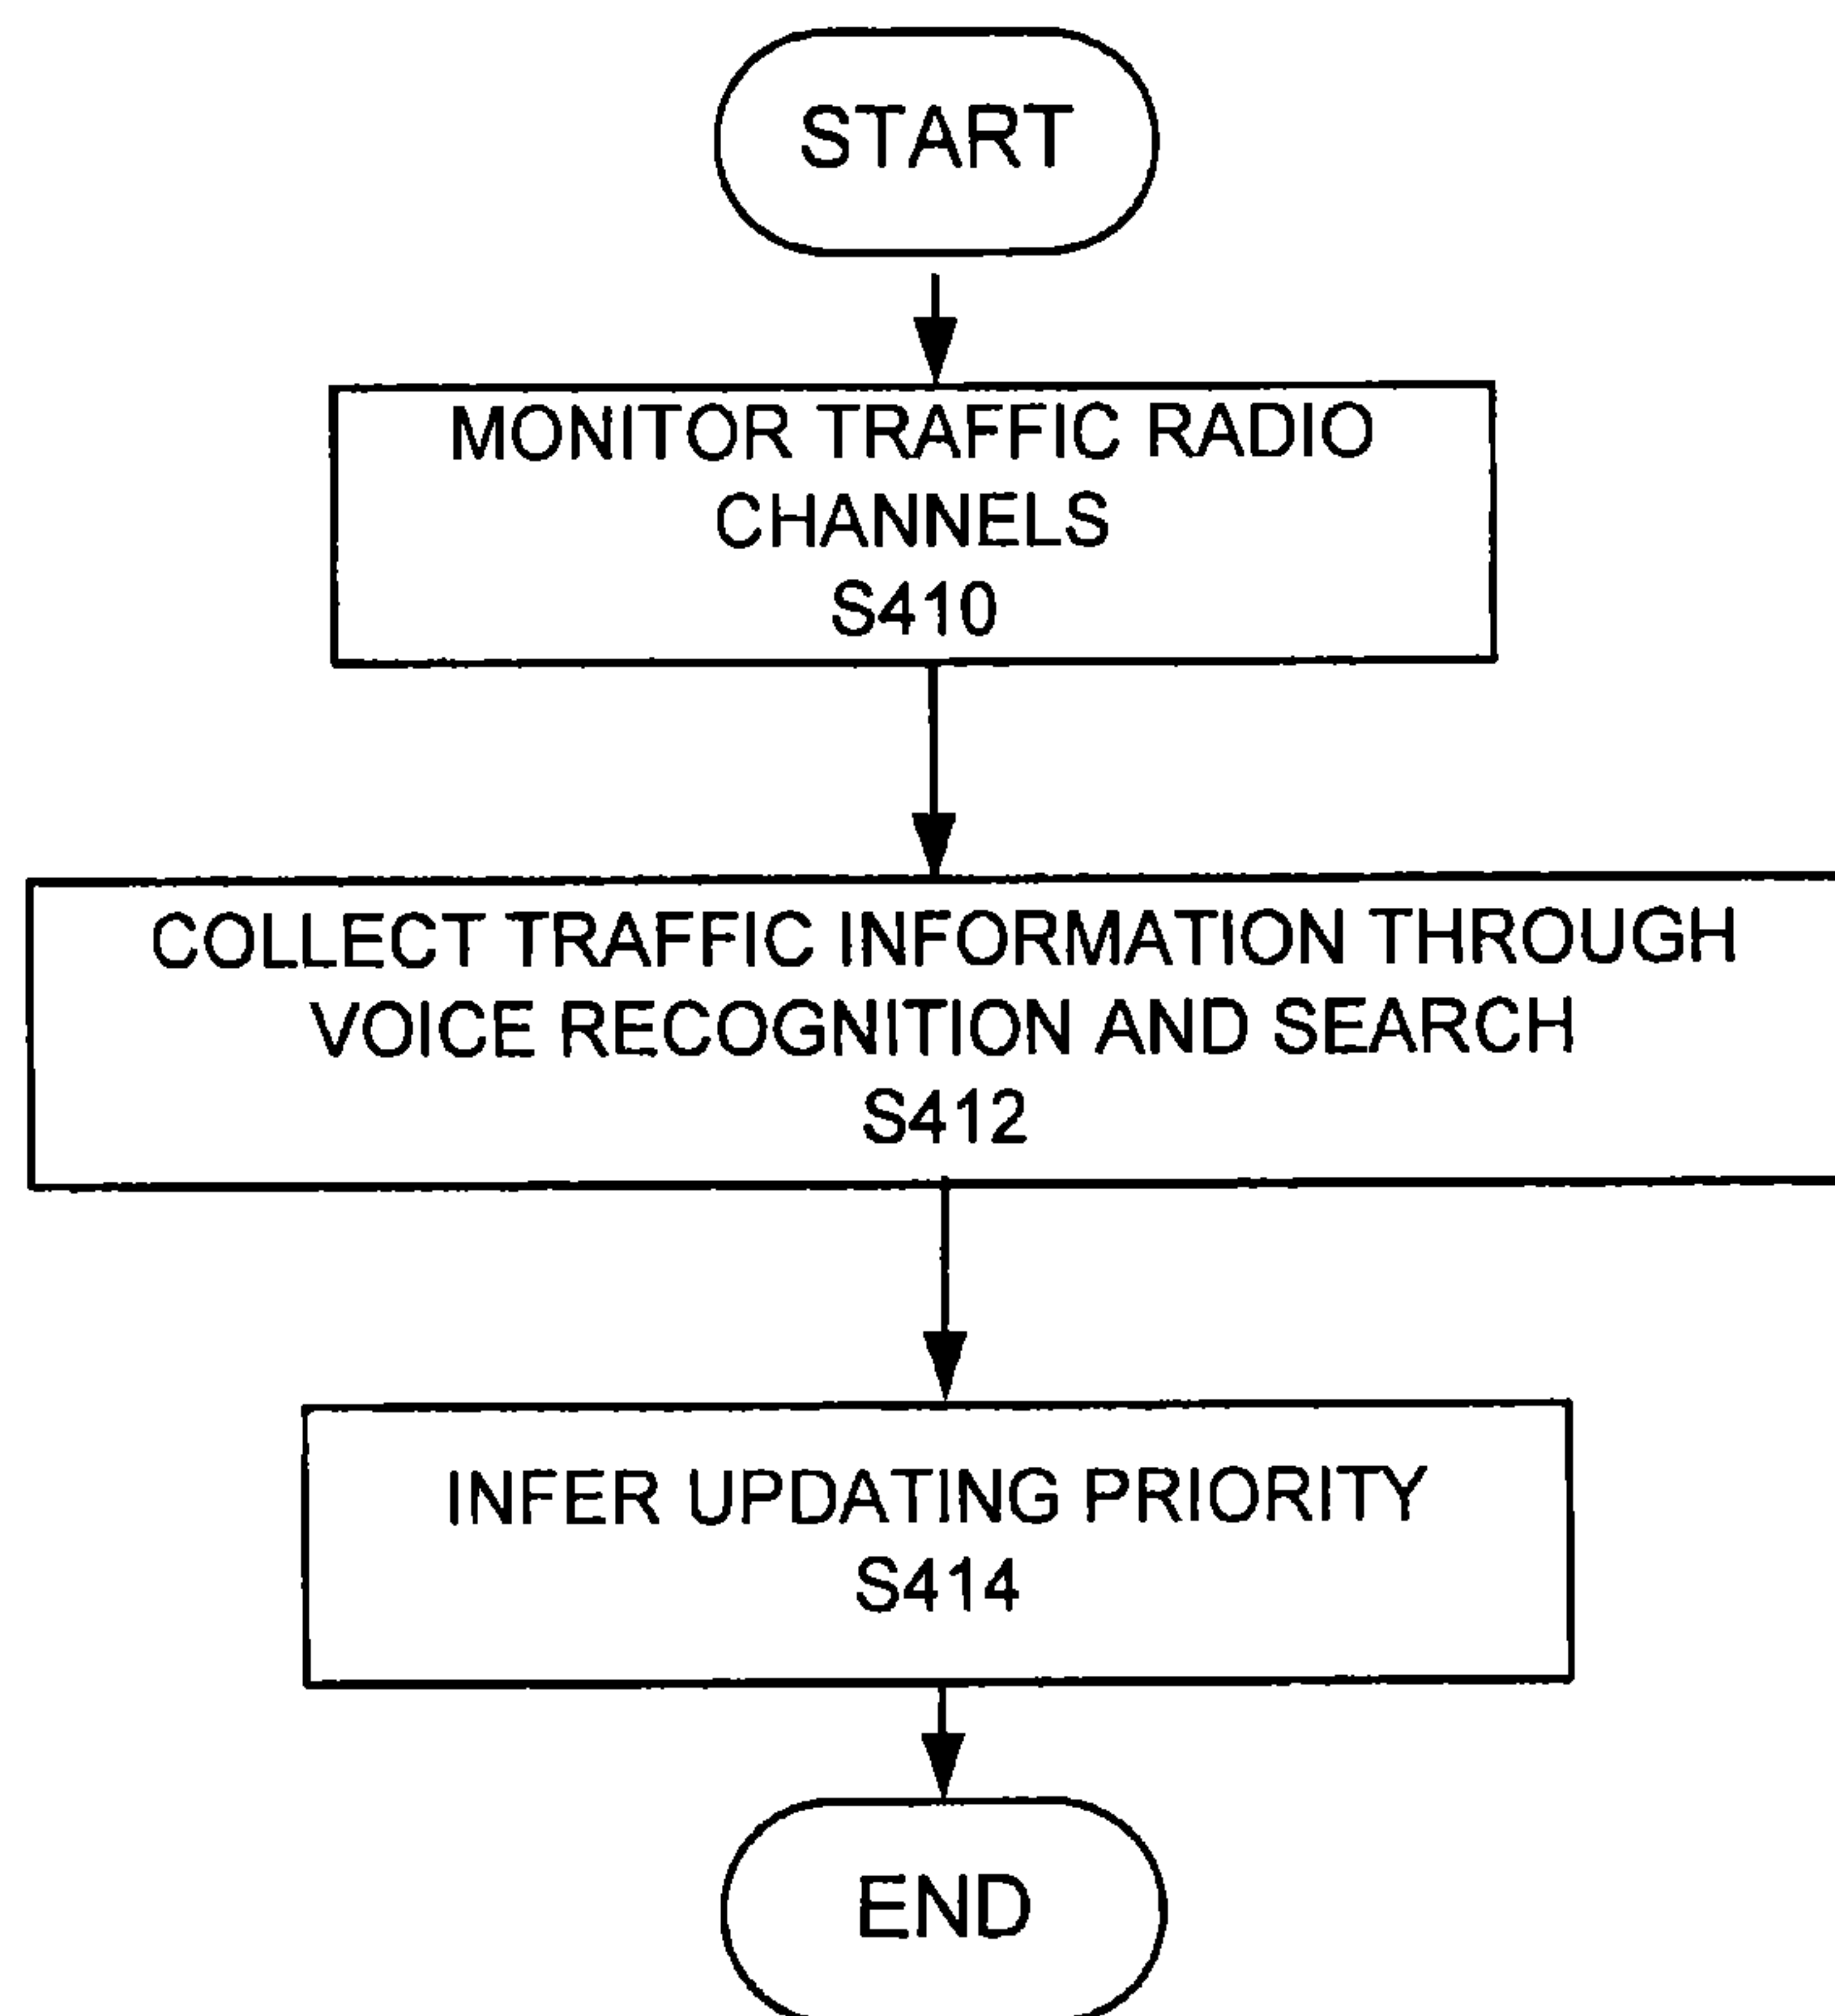 START
MONITOR TRAFFIC RADIO
CHANNELS
S410
COLLECT TRAFFIC INFORMATION THROUGH
VOICE RECOGNITION AND SEARCH
S412
INFER UPDATING PRIORITY
S414
END